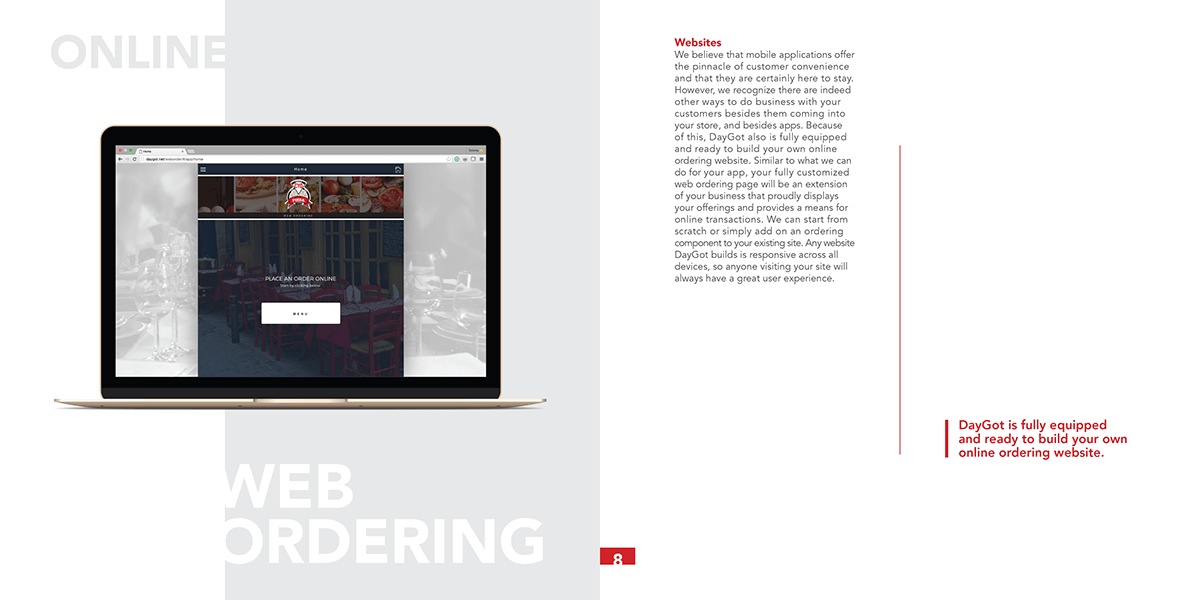 ONLINE
Home
daygot.net/weborder/#/app/home
Home
PIZZA
WEB ORDERING
PLACE AN ORDER ONLINE
Start by clicking below
MENU
WEB
ORDERING
Websites
We believe that mobile applications offer
the pinnacle of customer convenience
and that they are certainly here to stay.
However, we recognize there are indeed
other ways to do business with your
customers besides them coming into
your store, and besides apps. Because
of this, DayGot also is fully equipped
and ready to build your own online
ordering website. Similar to what we can
do for your app, your fully customized
web ordering page will be an extension
of your business that proudly displays
your offerings and provides a means for
online transactions. We can start from
scratch or simply add on an ordering
component to your existing site. Any website
DayGot builds is responsive across all
devices, so anyone visiting your site will
always have a great user experience.
DayGot is fully equipped
and ready to build your own
online ordering website.
8